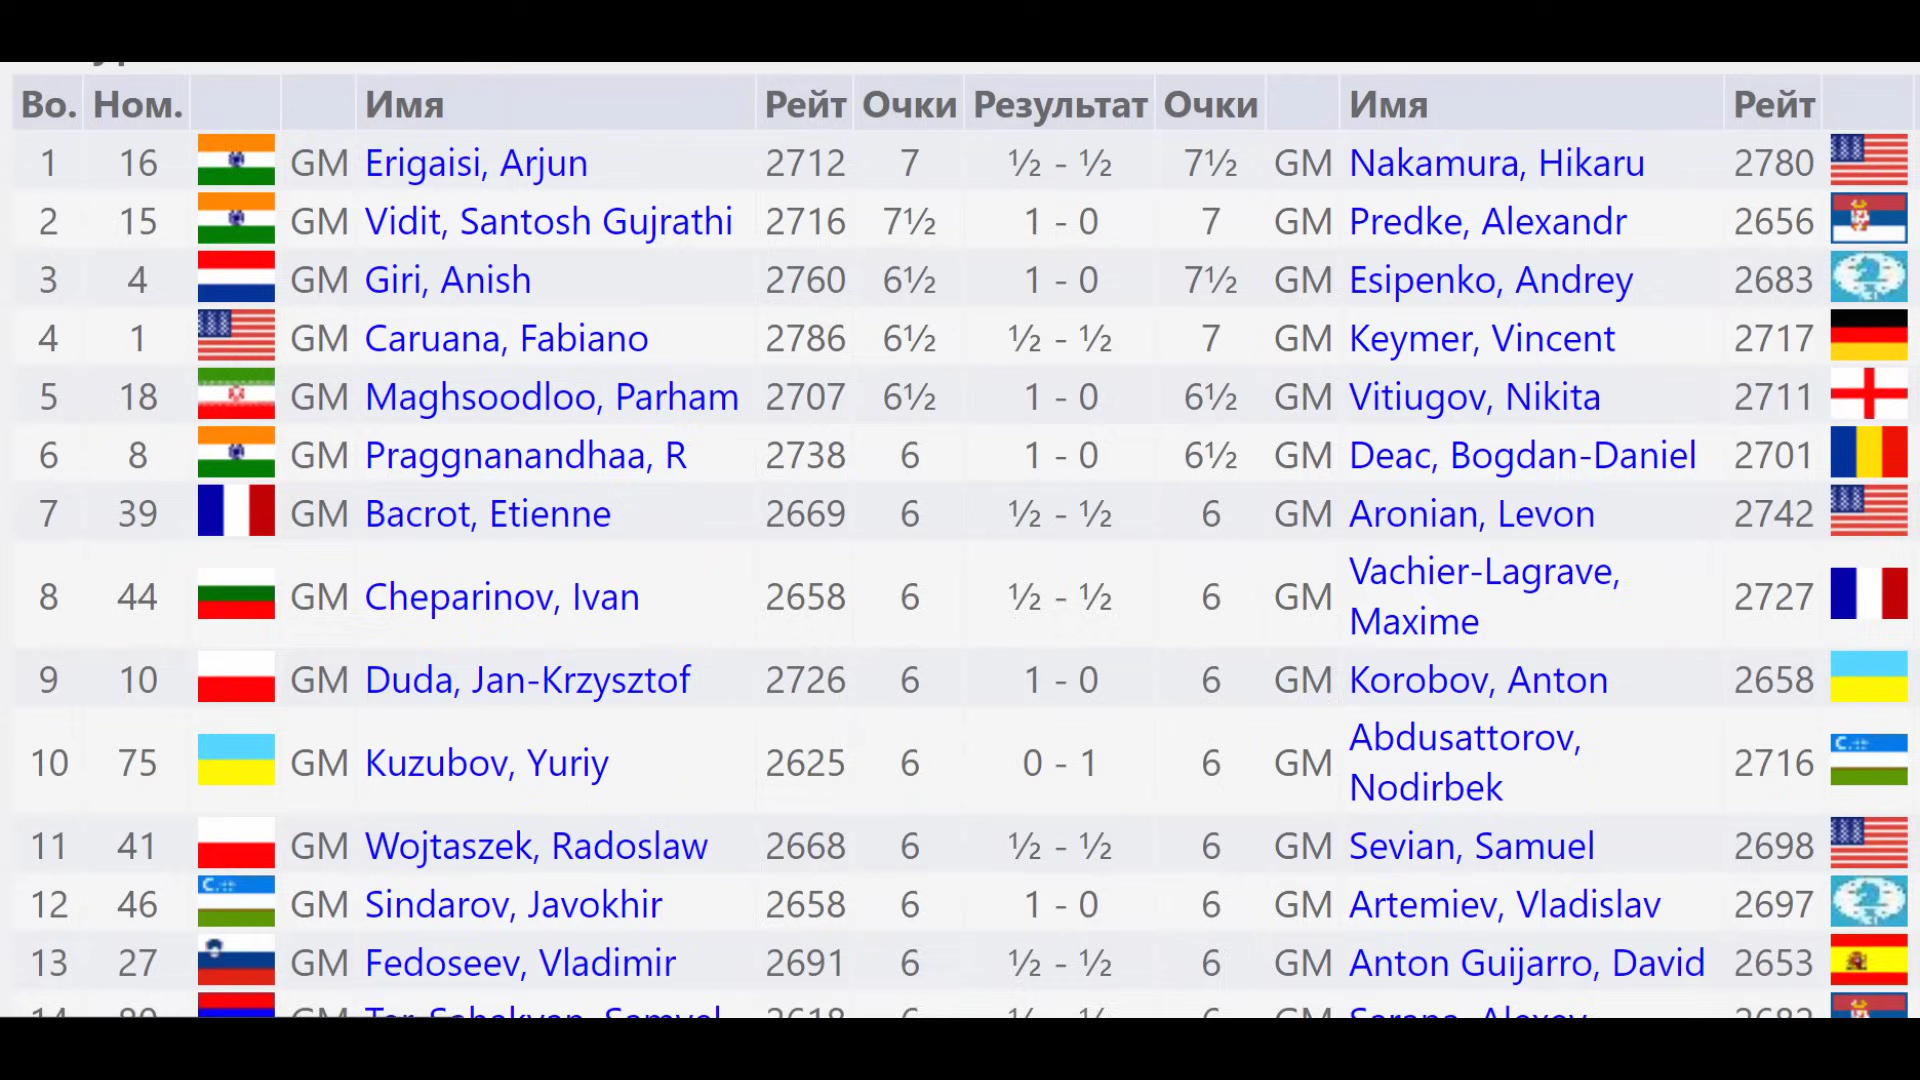 Во. Ном. Имя Рейт Очки Результат Очки Имя Рейт
1 16 GM Erigaisi, Arjun 2712 7 ½ - ½ 7½ GM Nakamura, Hikaru 2780
2 15 GM Vidit, Santosh Gujrathi 2716 7½ 1 - 0 7 GM Predke, Alexandr 2656
3 4 GM Giri, Anish 2760 6½ 1 - 0 7½ GM Esipenko, Andrey 2683
4 1 GM Caruana, Fabiano 2786 6½ ½ - ½ 7 GM Keymer, Vincent 2717
5 18 GM Maghsoodloo, Parham 2707 6½ 1 - 0 6½ GM Vitiugov, Nikita 2711
6 8 GM Praggnanandhaa, R 2738 6 1 - 0 6½ GM Deac, Bogdan-Daniel 2701
7 39 GM Bacrot, Etienne 2669 6 ½ - ½ 6 GM Aronian, Levon 2742
8 44 GM Cheparinov, Ivan 2658 6 ½ - ½ 6 GM Vachier-Lagrave,
Maxime 2727
9 10 GM Duda, Jan-Krzysztof 2726 6 1 - 0 6 GM Korobov, Anton 2658
10 75 GM Kuzubov, Yuriy 2625 6 0 - 1 6 GM Abdusattorov,
Nodirbek 2716
11 41 GM Wojtaszek, Radoslaw 2668 6 ½ - ½ 6 GM Sevian, Samuel 2698
12 46 GM Sindarov, Javokhir 2658 6 1 - 0 6 GM Artemiev, Vladislav 2697
13 27 GM Fedoseev, Vladimir 2691 6 ½ - ½ 6 GM Anton Guijarro, David 2653